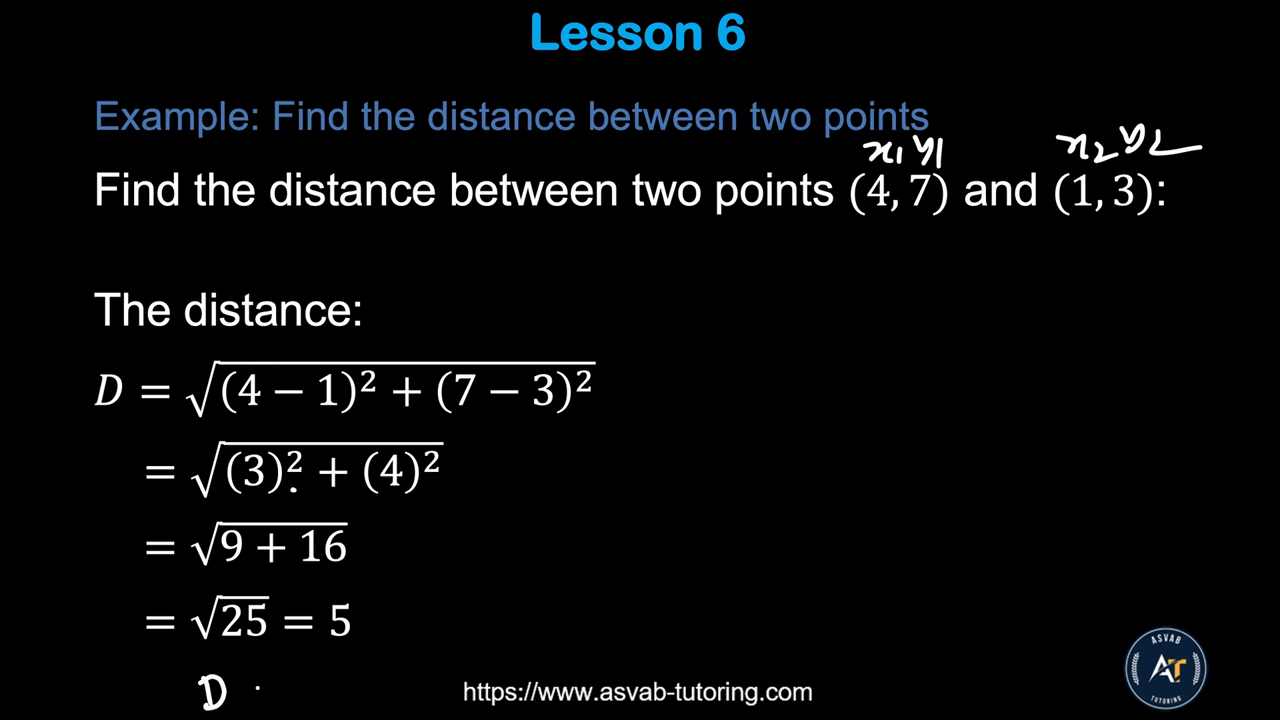 Lesson 6
Example: Find the distance between two points
x₁ y₁ x₂ y₂
Find the distance between two points (4, 7) and (1, 3):
The distance:
D = √((4 − 1)² + (7 − 3)²)
= √((3)² + (4)²)
= √(9 + 16)
= √25 = 5
D
https://www.asvab-tutoring.com
ASVAB
AT
TUTORING